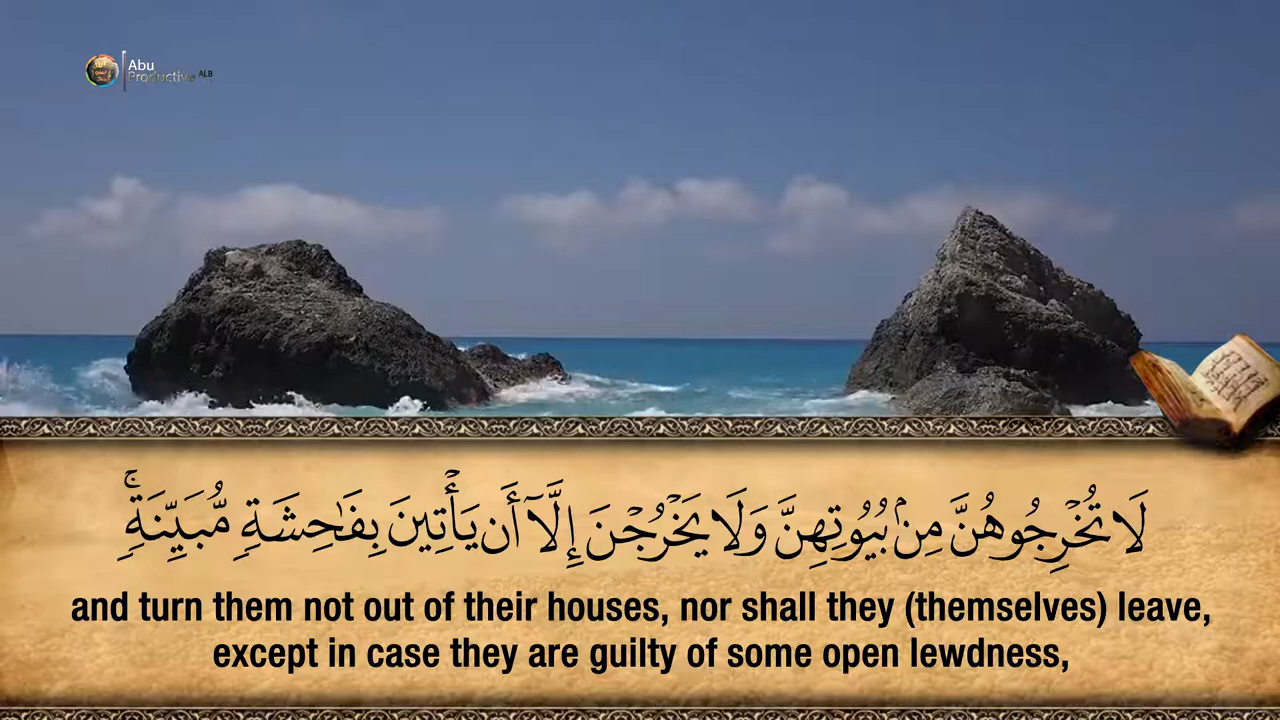 Abu
Productive ALB
لَا تُخْرِجُوهُنَّ مِنۢ بُيُوتِهِنَّ وَلَا يَخْرُجْنَ إِلَّآ أَن يَأْتِينَ بِفَٰحِشَةٍ مُّبَيِّنَةٍ ۚ
and turn them not out of their houses, nor shall they (themselves) leave,
except in case they are guilty of some open lewdness,